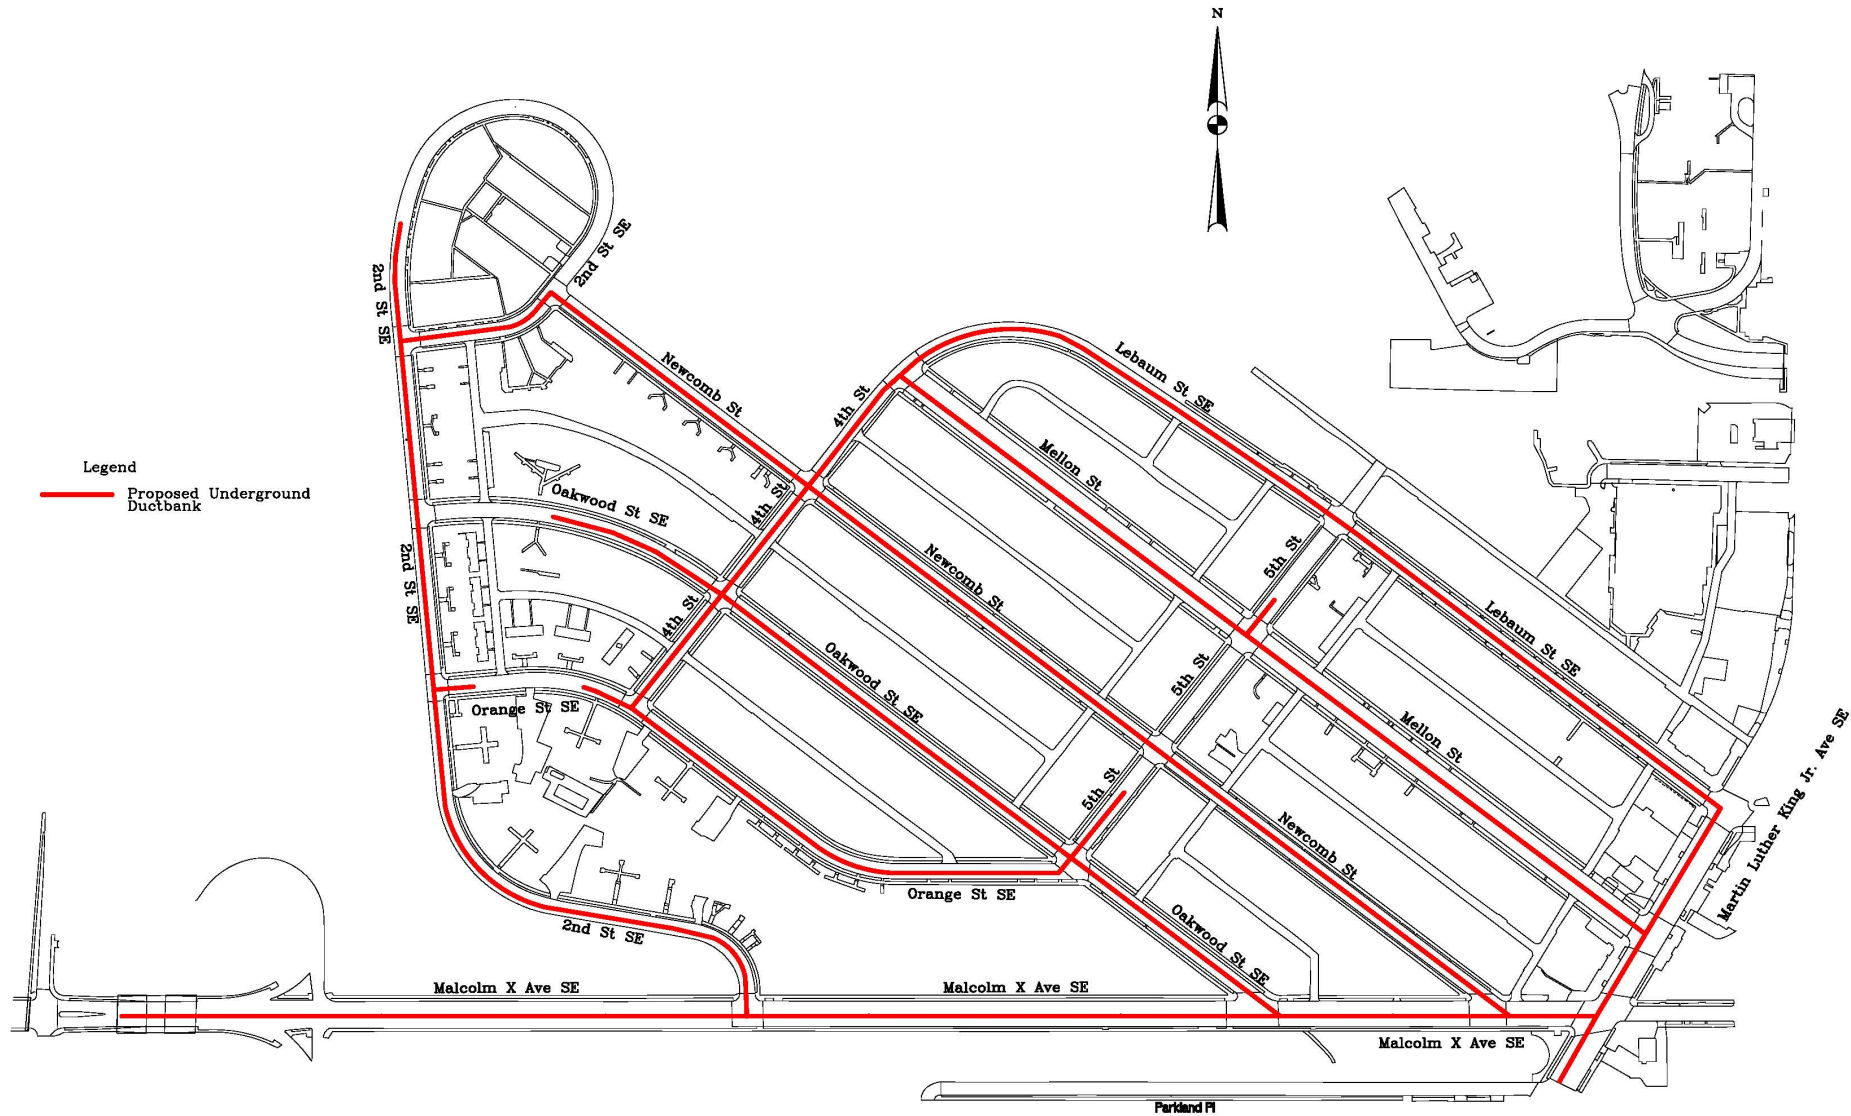 N
2nd St SE
2nd St SE
Newcomb St
4th St
Lebaum St SE
Mellon St
Legend
Proposed Underground
Ductbank
Oakwood St SE
4th St
2nd St SE
4th St
Newcomb St
5th St
Lebaum St SE
Oakwood St SE
5th St
Orange St SE
Mellon St
5th St
Martin Luther King Jr. Ave SE
Newcomb St
Orange St SE
2nd St SE
Oakwood St SE
Malcolm X Ave SE
Malcolm X Ave SE
Malcolm X Ave SE
Parkland Pl